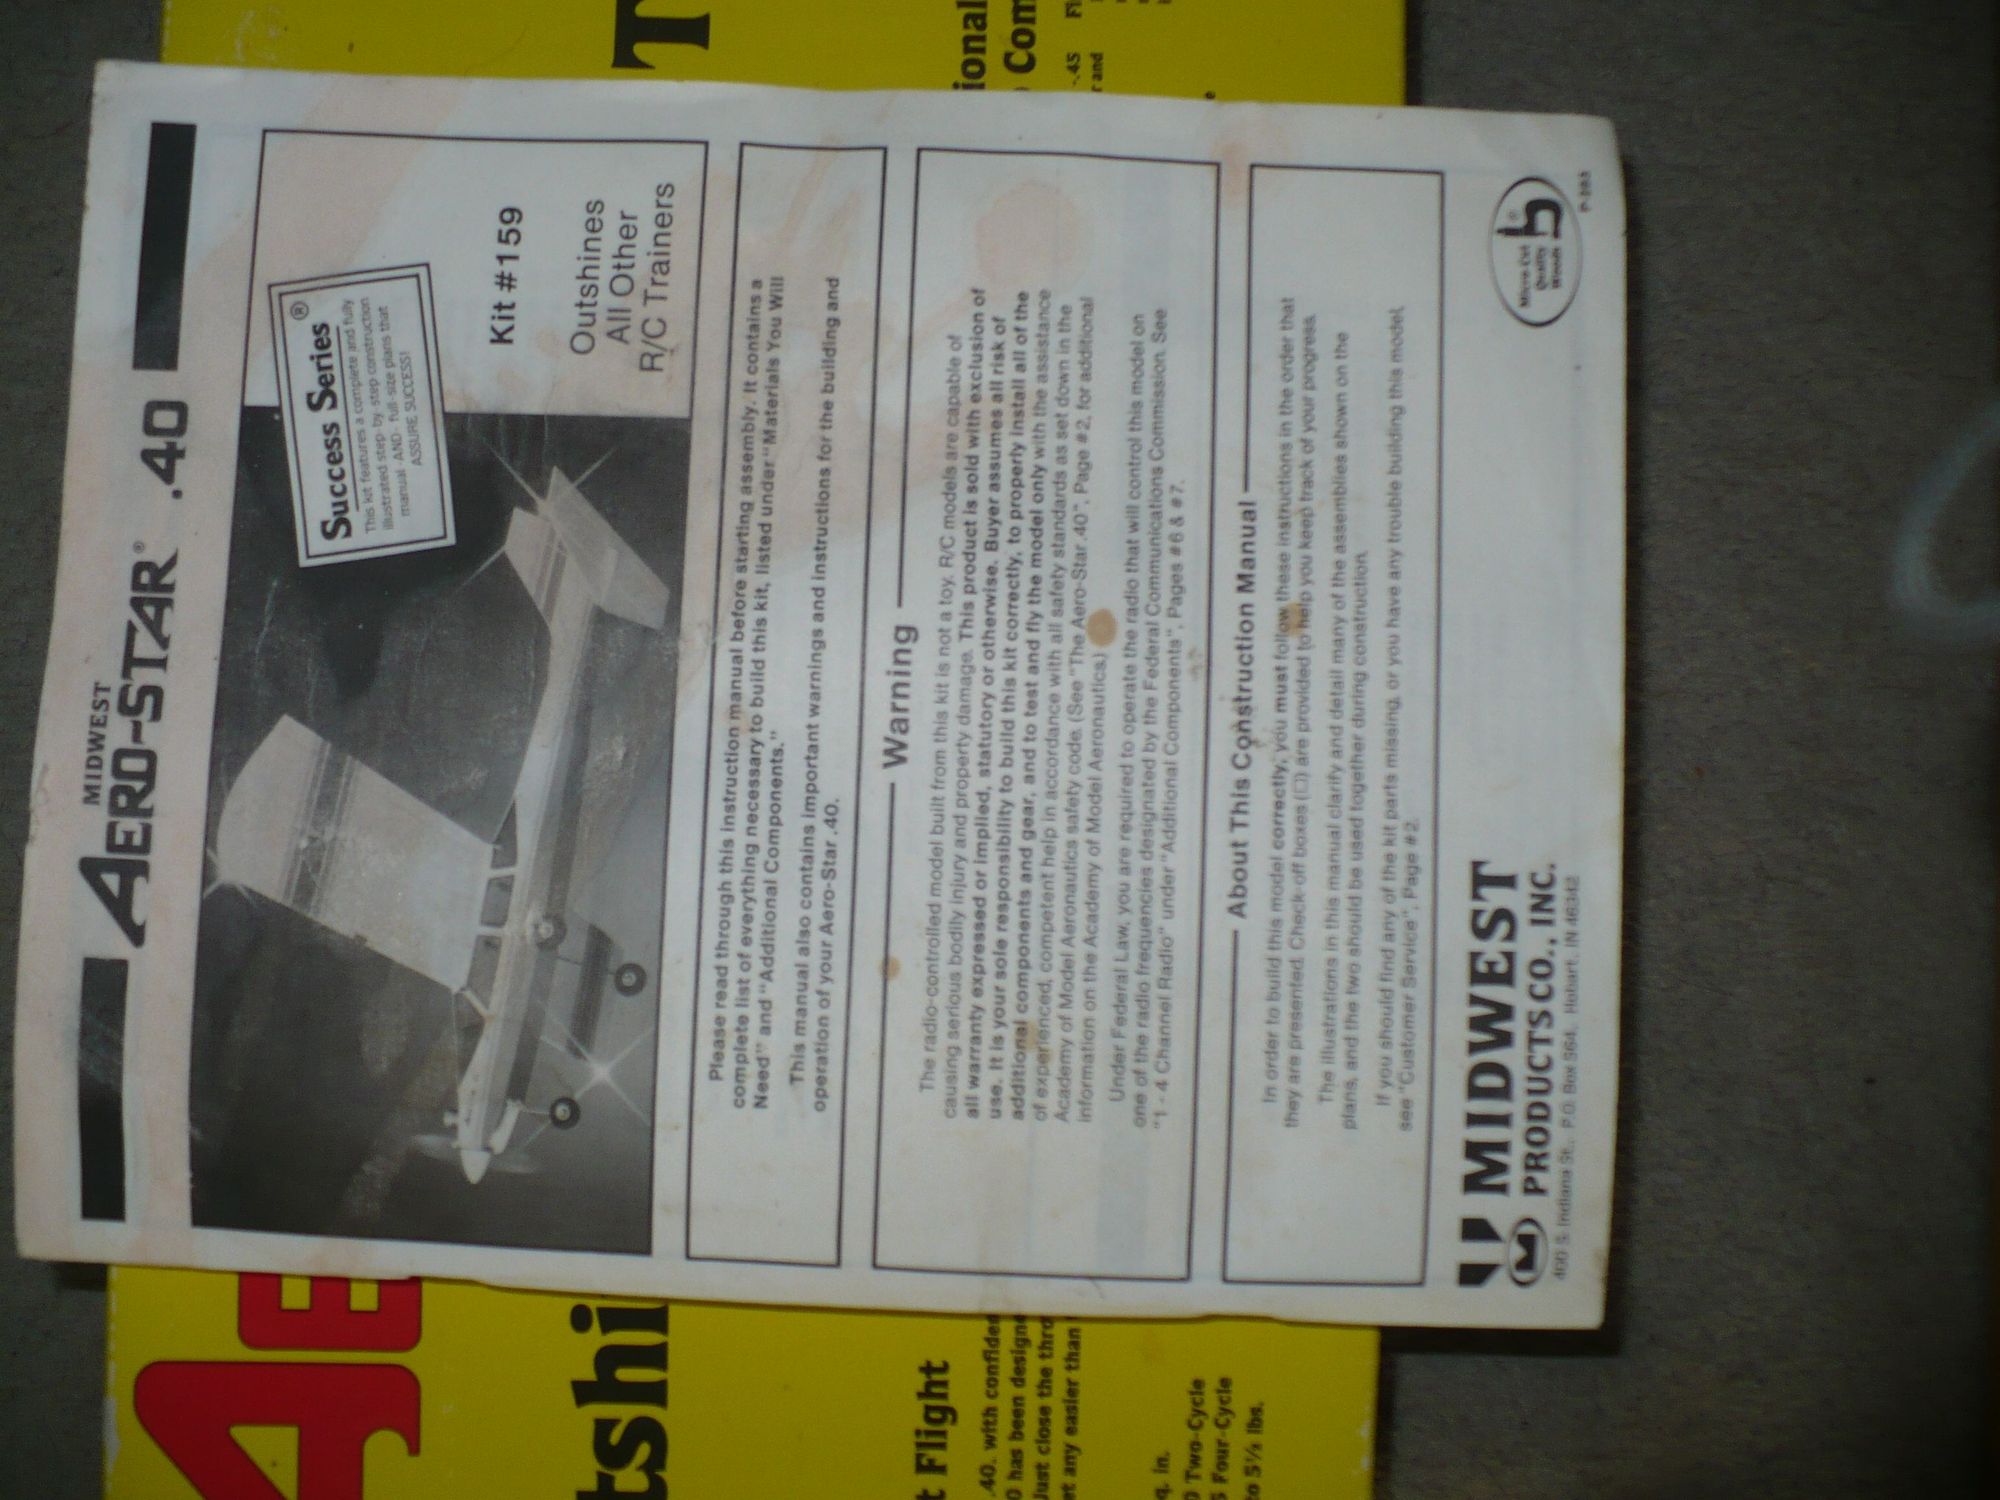 MIDWEST
AERO-STAR® .40
Success Series®
This kit features a complete and fully
illustrated step-by-step construction
manual -AND- full-size plans that
ASSURE SUCCESS!
Kit #159
Outshines
All Other
R/C Trainers
Please read through this instruction manual before starting assembly. It contains a
complete list of everything necessary to build this kit, listed under "Materials You Will
Need" and "Additional Components."
This manual also contains important warnings and instructions for the building and
operation of your Aero-Star .40.
Warning
The radio-controlled model built from this kit is not a toy. R/C models are capable of
causing serious bodily injury and property damage. This product is sold with exclusion of
all warranty expressed or implied, statutory or otherwise. Buyer assumes all risk of
use. It is your sole responsibility to build this kit correctly, to properly install all of the
additional components and gear, and to test and fly the model only with the assistance
of experienced, competent help in accordance with all safety standards as set down in the
Academy of Model Aeronautics safety code. (See "The Aero-Star .40", Page #2, for additional
information on the Academy of Model Aeronautics.)
Under Federal Law, you are required to operate the radio that will control this model on
one of the radio frequencies designated by the Federal Communications Commission. See
"1 - 4 Channel Radio" under "Additional Components", Pages #6 & #7.
About This Construction Manual
In order to build this model correctly, you must follow these instructions in the order that
they are presented. Check-off boxes (□) are provided to help you keep track of your progress.
The illustrations in this manual clarify and detail many of the assemblies shown on the
plans, and the two should be used together during construction.
If you should find any of the kit parts missing, or you have any trouble building this model,
see "Customer Service", Page #2.
M MIDWEST
PRODUCTS CO., INC.
400 S. Indiana St., P.O. Box 564, Hobart, IN 46342
Micro-Cut®
Quality
Woods
AE
tshi
T
t Flight
ional
Com
.40. with confiden
0 has been designe
Just close the thro
et any easier than
q. in.
0 Two-Cycle
5 Four-Cycle
to 5½ lbs.
-.45
r and